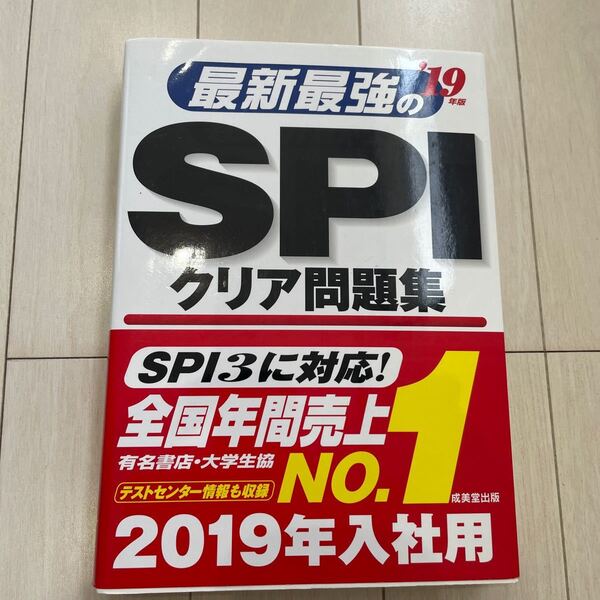 最新最強の
'19
年版
SPI
クリア問題集
SPI3に対応!
全国年間売上
有名書店・大学生協
NO.1
テストセンター情報も収録
成美堂出版
2019年入社用